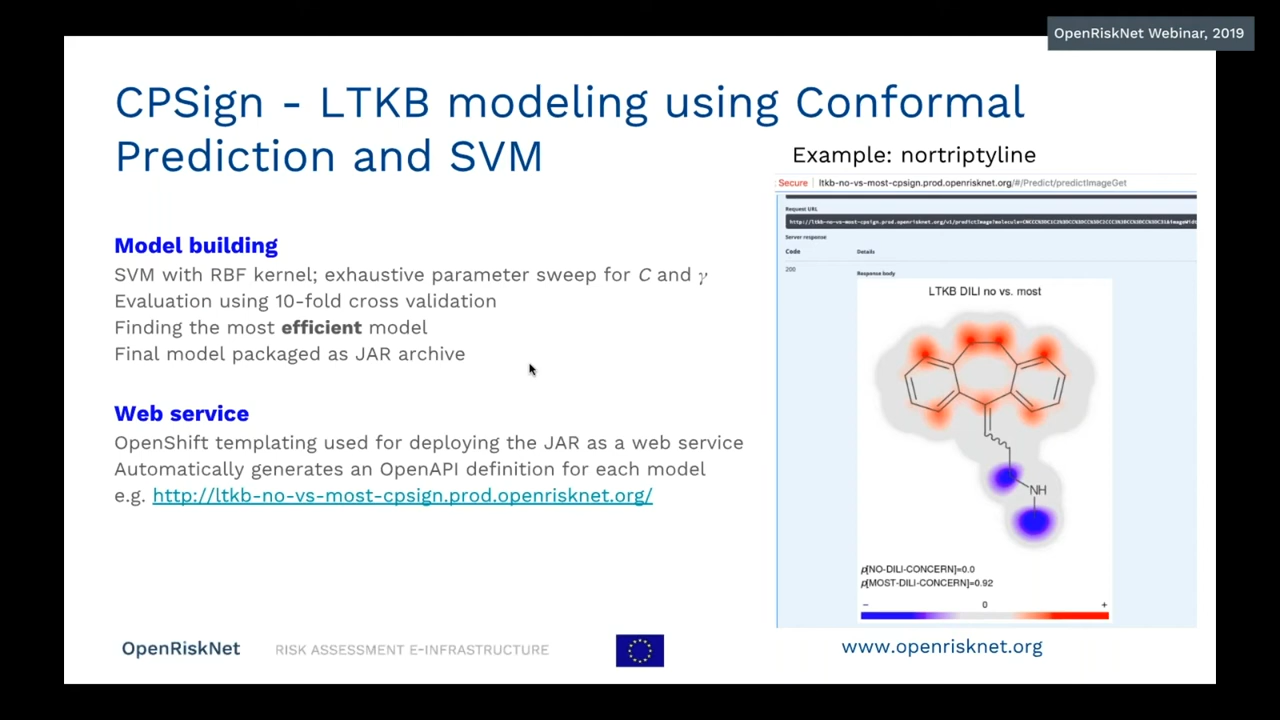 OpenRiskNet Webinar, 2019
CPSign - LTKB modeling using Conformal
Prediction and SVM
Example: nortriptyline
Secure ltkb-no-vs-most-cpsign.prod.openrisknet.org/#/Predict/predictImageGet
Request URL
Server response
Code Details
200
Response body
LTKB DILI no vs. most
NH
p[NO-DILI-CONCERN]=0.0
p[MOST-DILI-CONCERN]=0.92
− 0 +
Model building
SVM with RBF kernel; exhaustive parameter sweep for C and γ
Evaluation using 10-fold cross validation
Finding the most efficient model
Final model packaged as JAR archive
Web service
OpenShift templating used for deploying the JAR as a web service
Automatically generates an OpenAPI definition for each model
e.g. http://ltkb-no-vs-most-cpsign.prod.openrisknet.org/
OpenRiskNet RISK ASSESSMENT E-INFRASTRUCTURE
www.openrisknet.org